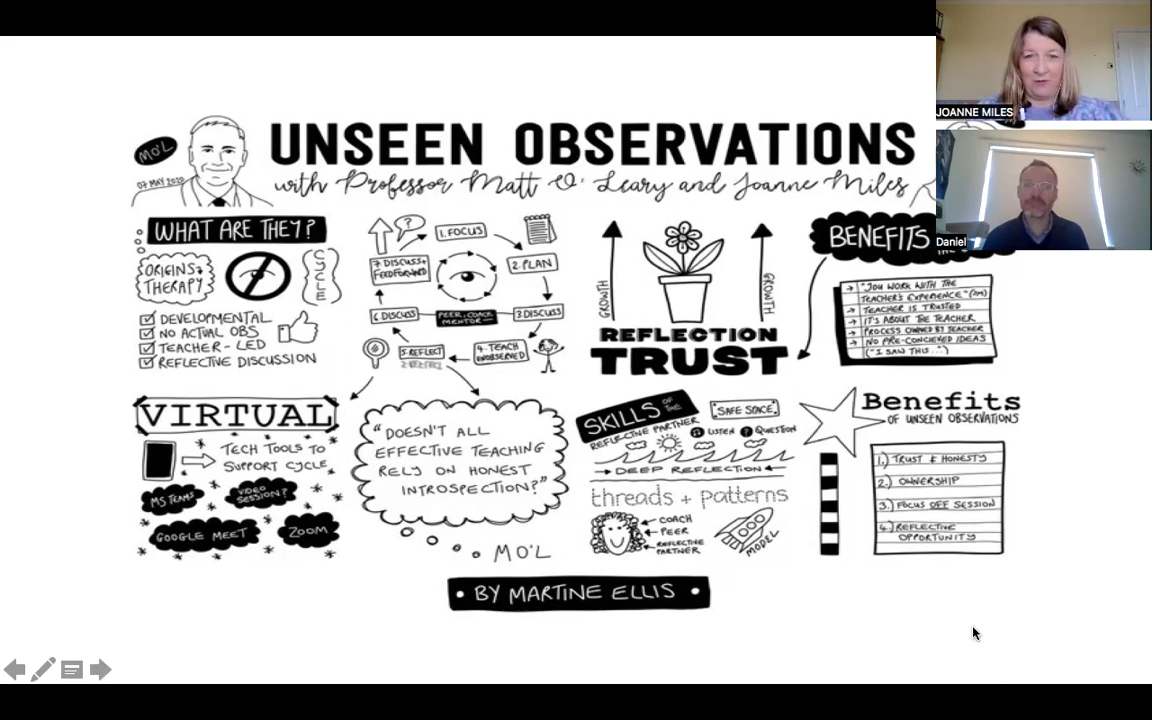 JOANNE MILES
Daniel
MO'L
07 MAY 2020
UNSEEN OBSERVATIONS
with Professor Matt O'Leary and Joanne Miles
WHAT ARE THEY?
ORIGINS:
THERAPY
CYCLE
DEVELOPMENTAL
NO ACTUAL OBS
TEACHER-LED
REFLECTIVE DISCUSSION
?
1. FOCUS
2. PLAN
3 DISCUSS
4. TEACH
UNOBSERVED
5. REFLECT
6 DISCUSS
7. DISCUSS+
FEEDFORWARD
PEER, COACH
MENTOR
GROWTH
GROWTH
REFLECTION
TRUST
BENEFITS
→ "YOU WORK WITH THE
TEACHER'S EXPERIENCE" (JM)
→ TEACHER IS TRUSTED
→ IT'S ABOUT THE TEACHER
→ PROCESS OWNED BY TEACHER
→ NO PRE-CONCIEVED IDEAS
("I SAW THIS...")
VIRTUAL
TECH TOOLS TO
SUPPORT CYCLE
MS TEAMS
VIDEO
SESSION?
GOOGLE MEET
ZOOM
"DOESN'T ALL
EFFECTIVE TEACHING
RELY ON HONEST
INTROSPECTION?"
MO'L
SKILLS OF THE
REFLECTIVE PARTNER
SAFE SPACE
LISTEN ? QUESTION
→ DEEP REFLECTION ←
threads + patterns
COACH
PEER
REFLECTIVE
PARTNER
MODEL
Benefits
OF UNSEEN OBSERVATIONS
1.) TRUST & HONESTY
2.) OWNERSHIP
3.) FOCUS OFF SESSION
4.) REFLECTIVE
OPPORTUNITY
• BY MARTINE ELLIS •